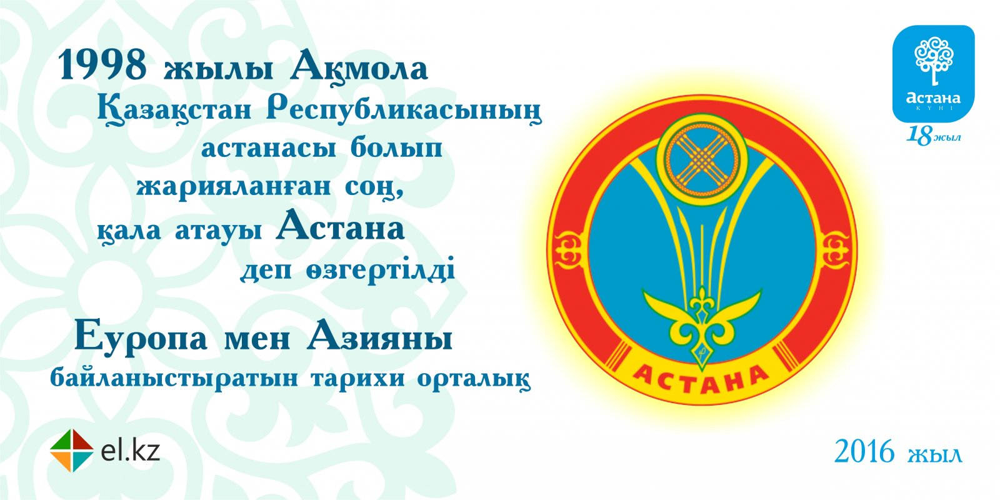 1998 жылы Ақмола
Қазақстан Республикасының
астанасы болып
жарияланған соң,
қала атауы Астана
деп өзгертілді
Еуропа мен Азияны
байланыстыратын тарихи орталық
el.kz
АСТАНА
астана
КҮНІ
18 жыл
2016 жыл